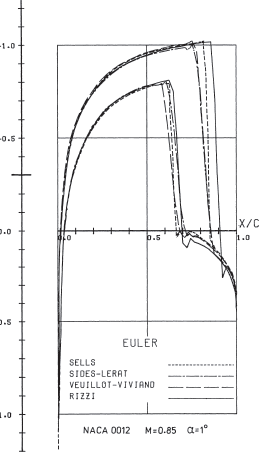 -1.0
-0.5
X/C
0.0 0.0 0.5 1.0
0.5
EULER
SELLS
SIDES-LERAT
VEUILLOT-VIVIAND
RIZZI
1.0
NACA 0012 M=0.85 α=1°